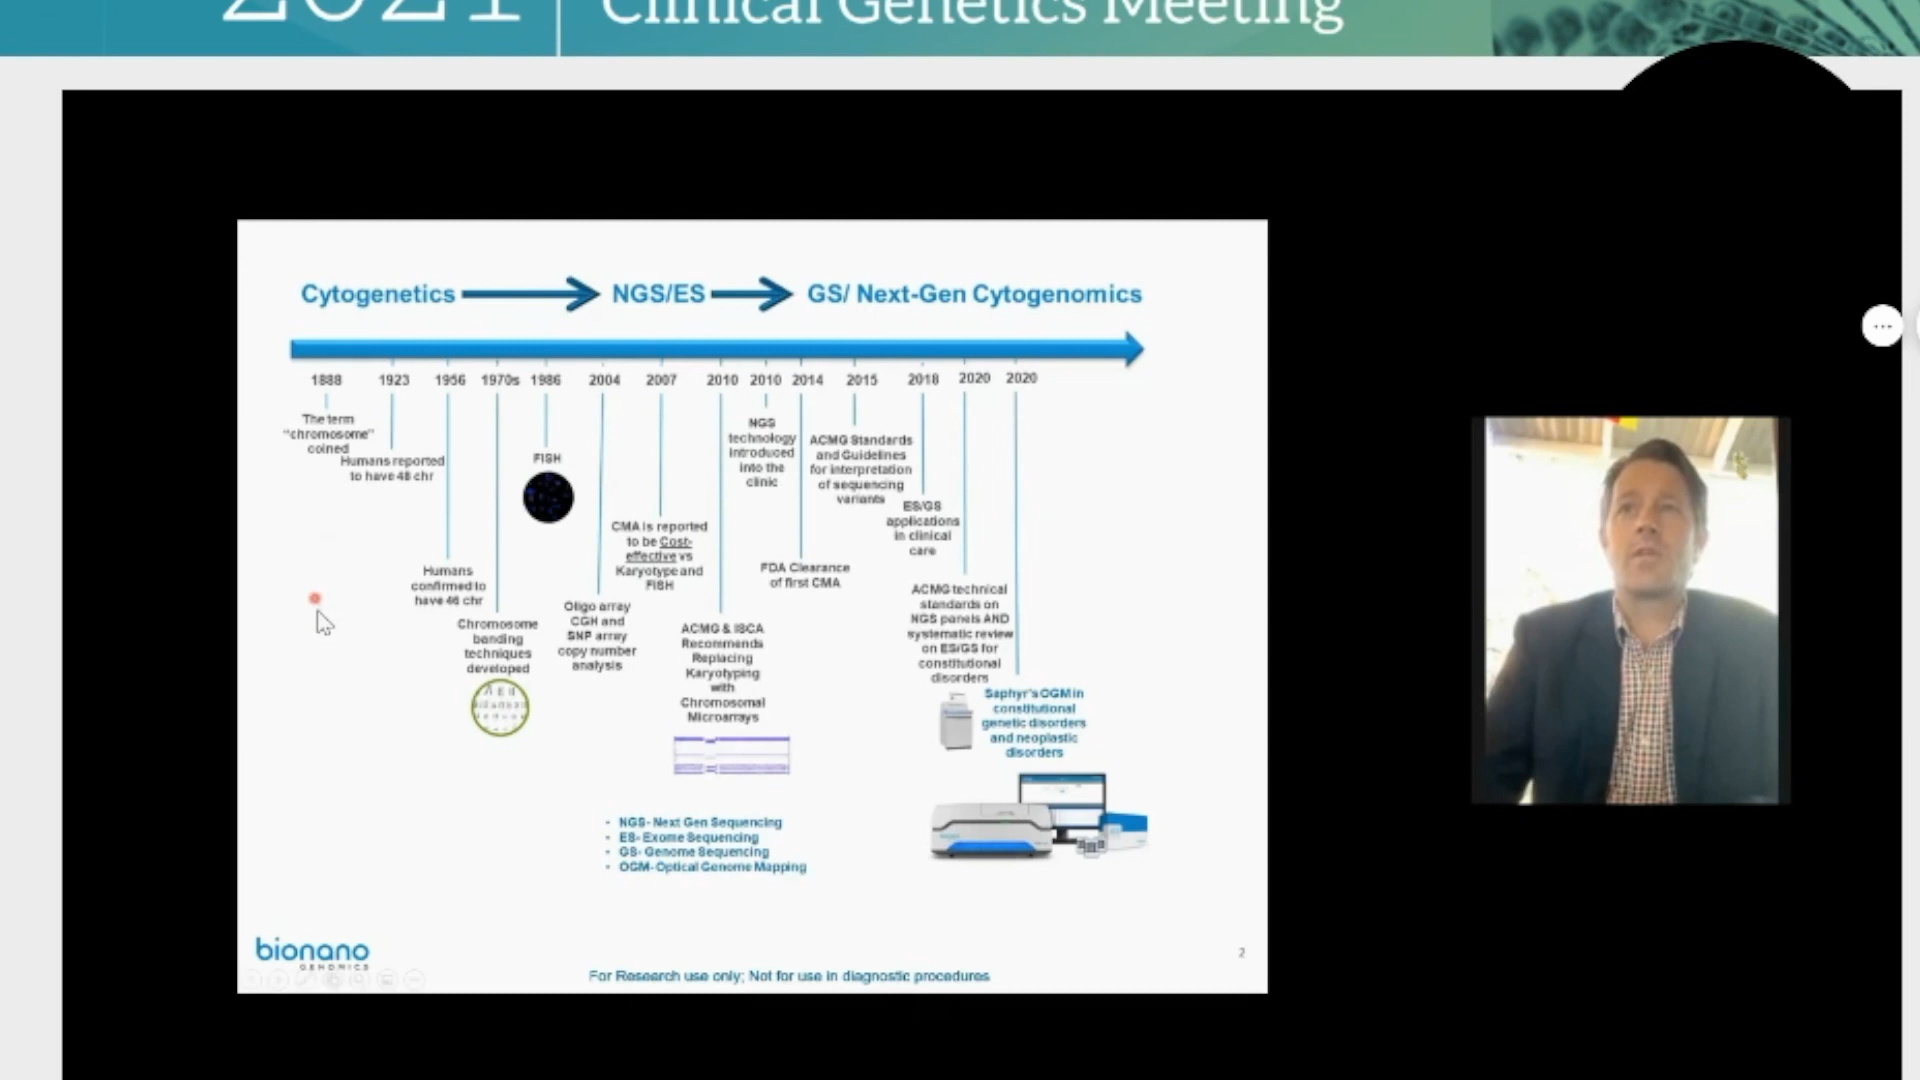 2021 Clinical Genetics Meeting
Cytogenetics NGS/ES GS/ Next-Gen Cytogenomics
1888 1923 1956 1970s 1986 2004 2007 2010 2010 2014 2015 2018 2020 2020
The term
"chromosome"
coined
Humans reported
to have 48 chr
Humans
confirmed to
have 46 chr
Chromosome
banding
techniques
developed
FISH
Oligo array
CGH and
SNP array
copy number
analysis
CMA is reported
to be Cost-
effective vs
Karyotype and
FISH
ACMG & ISCA
Recommends
Replacing
Karyotyping
with
Chromosomal
Microarrays
NGS
technology
introduced
into the
clinic
FDA Clearance
of first CMA
ACMG Standards
and Guidelines
for interpretation
of sequencing
variants
ES/GS
applications
in clinical
care
ACMG technical
standards on
NGS panels AND
systematic review
on ES/GS for
constitutional
disorders
Saphyr's OGM in
constitutional
genetic disorders
and neoplastic
disorders
• NGS- Next Gen Sequencing
• ES- Exome Sequencing
• GS- Genome Sequencing
• OGM- Optical Genome Mapping
bionano
GENOMICS
For Research use only; Not for use in diagnostic procedures
2